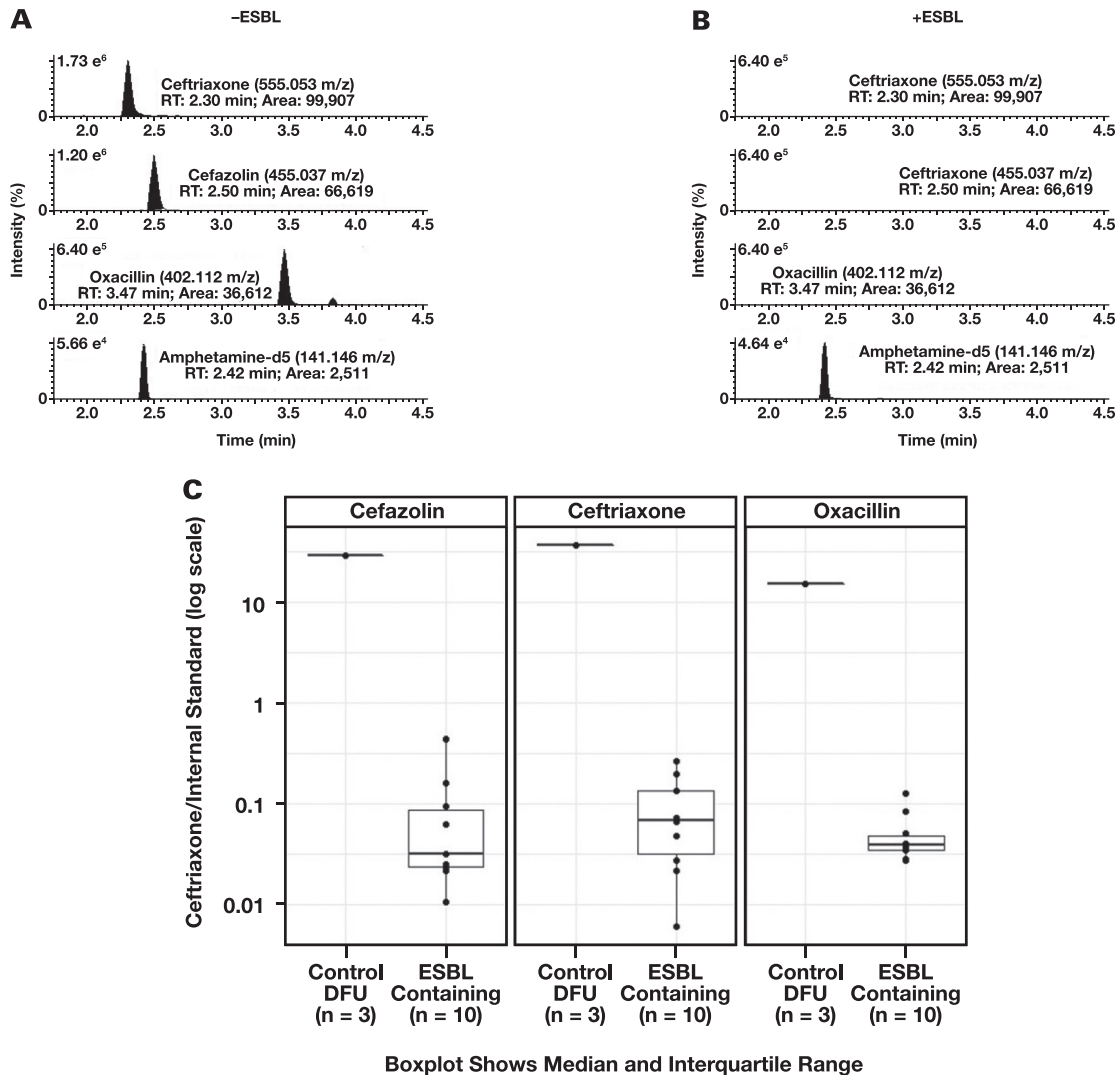 A
–ESBL
1.73 e6
Ceftriaxone (555.053 m/z)
RT: 2.30 min; Area: 99,907
0
2.0 2.5 3.0 3.5 4.0 4.5
1.20 e6
Cefazolin (455.037 m/z)
RT: 2.50 min; Area: 66,619
0
2.0 2.5 3.0 3.5 4.0 4.5
Intensity (%)
6.40 e5
Oxacillin (402.112 m/z)
RT: 3.47 min; Area: 36,612
0
2.0 2.5 3.0 3.5 4.0 4.5
5.66 e4
Amphetamine-d5 (141.146 m/z)
RT: 2.42 min; Area: 2,511
0
2.0 2.5 3.0 3.5 4.0 4.5
Time (min)
B
+ESBL
6.40 e5
Ceftriaxone (555.053 m/z)
RT: 2.30 min; Area: 99,907
0
2.0 2.5 3.0 3.5 4.0 4.5
6.40 e5
Ceftriaxone (455.037 m/z)
RT: 2.50 min; Area: 66,619
0
2.0 2.5 3.0 3.5 4.0 4.5
Intensity (%)
6.40 e5
Oxacillin (402.112 m/z)
RT: 3.47 min; Area: 36,612
0
2.0 2.5 3.0 3.5 4.0 4.5
4.64 e4
Amphetamine-d5 (141.146 m/z)
RT: 2.42 min; Area: 2,511
0
2.0 2.5 3.0 3.5 4.0 4.5
Time (min)
C
Cefazolin Ceftriaxone Oxacillin
Ceftriaxone/Internal Standard (log scale)
10
1
0.1
0.01
Control ESBL Control ESBL Control ESBL
DFU Containing DFU Containing DFU Containing
(n = 3) (n = 10) (n = 3) (n = 10) (n = 3) (n = 10)
Boxplot Shows Median and Interquartile Range